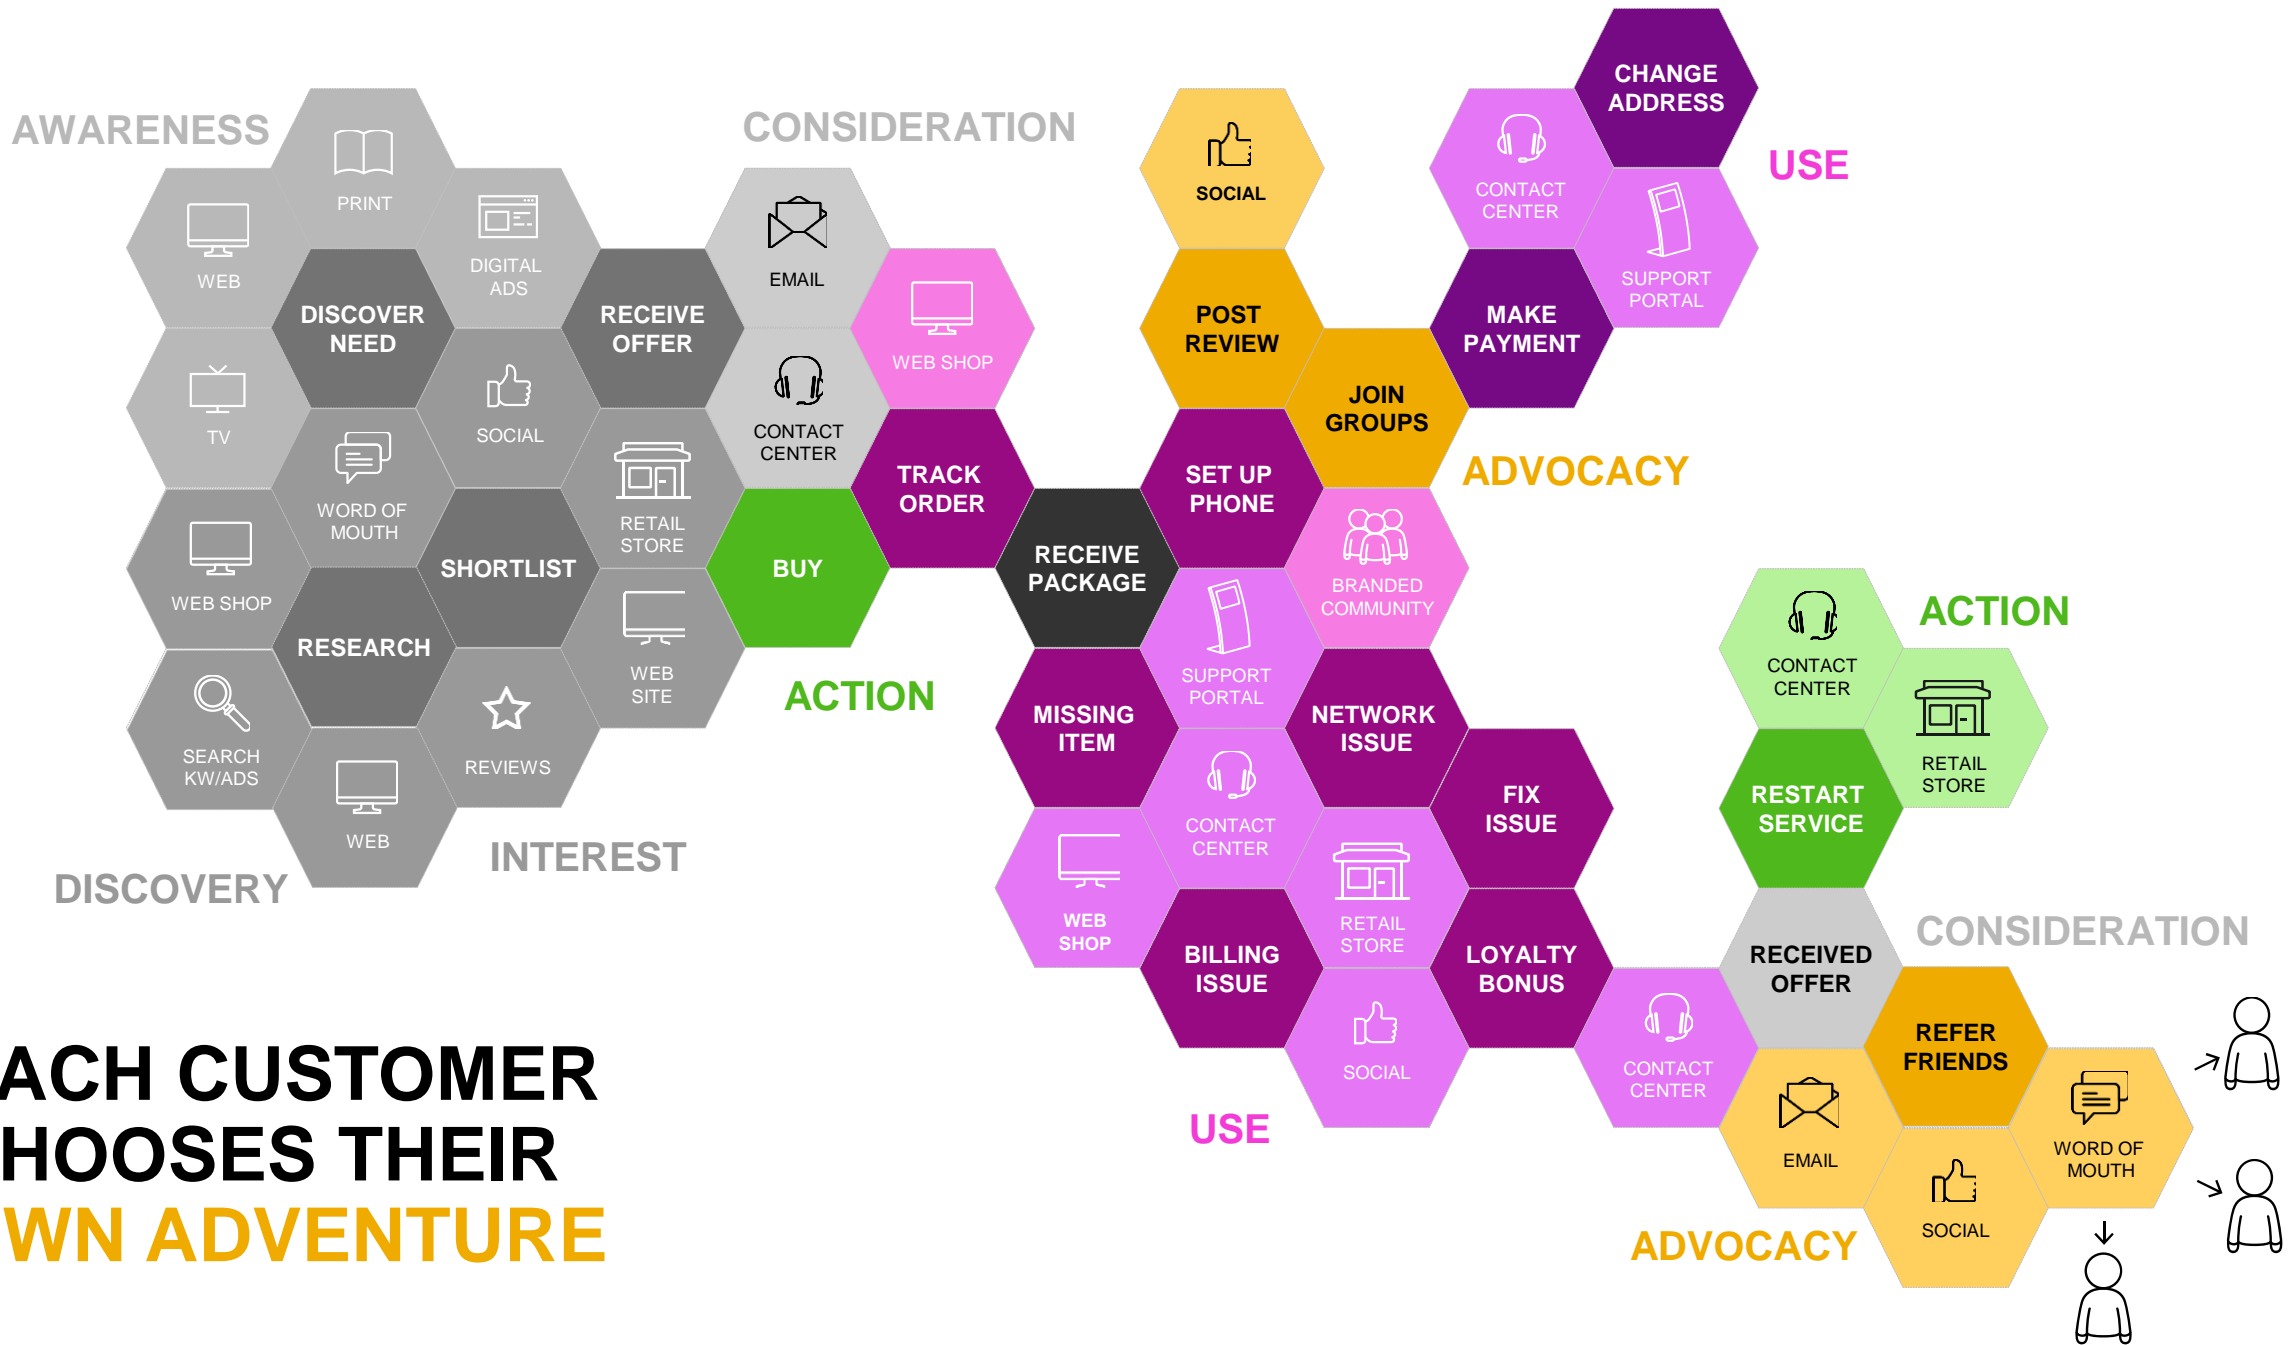 AWARENESS
PRINT
WEB
DIGITAL
ADS
DISCOVER
NEED
TV
WORD OF
MOUTH
SOCIAL
RECEIVE
OFFER
CONSIDERATION
EMAIL
CONTACT
CENTER
WEB SHOP
RETAIL
STORE
SHORTLIST
WEB SHOP
RESEARCH
SEARCH
KW/ADS
WEB
REVIEWS
WEB
SITE
DISCOVERY
INTEREST
BUY
ACTION
TRACK
ORDER
RECEIVE
PACKAGE
SOCIAL
POST
REVIEW
JOIN
GROUPS
ADVOCACY
SET UP
PHONE
BRANDED
COMMUNITY
CHANGE
ADDRESS
CONTACT
CENTER
SUPPORT
PORTAL
MAKE
PAYMENT
USE
SUPPORT
PORTAL
MISSING
ITEM
NETWORK
ISSUE
CONTACT
CENTER
WEB
SHOP
FIX
ISSUE
RETAIL
STORE
BILLING
ISSUE
LOYALTY
BONUS
SOCIAL
USE
CONTACT
CENTER
CONTACT
CENTER
ACTION
RETAIL
STORE
RESTART
SERVICE
RECEIVED
OFFER
CONSIDERATION
REFER
FRIENDS
EMAIL
SOCIAL
WORD OF
MOUTH
ADVOCACY
ACH CUSTOMER
HOOSES THEIR
WN ADVENTURE